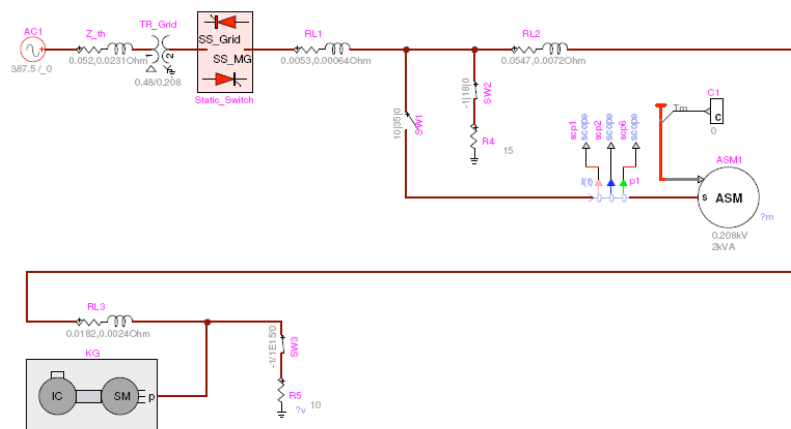 AC1
387.5 /_0
Z_th
0.052,0.0231Ohm
TR_Grid
2
0.48/0.208
SS_Grid
SS_MG
Static_Switch
RL1
0.0053,0.00064Ohm
RL2
0.0547,0.0072Ohm
10|35|0
SW1
-1|18|0
SW2
R4
15
scp1
scope
scp2
scope
scp6
scope
i(t)
p1
Tm
C1
C
0
ASM1
S
ASM
0.208kV
2kVA
?m
RL3
0.0182,0.0024Ohm
KG
IC
SM
p
-1/1E15/0
SW3
R5
?v
10